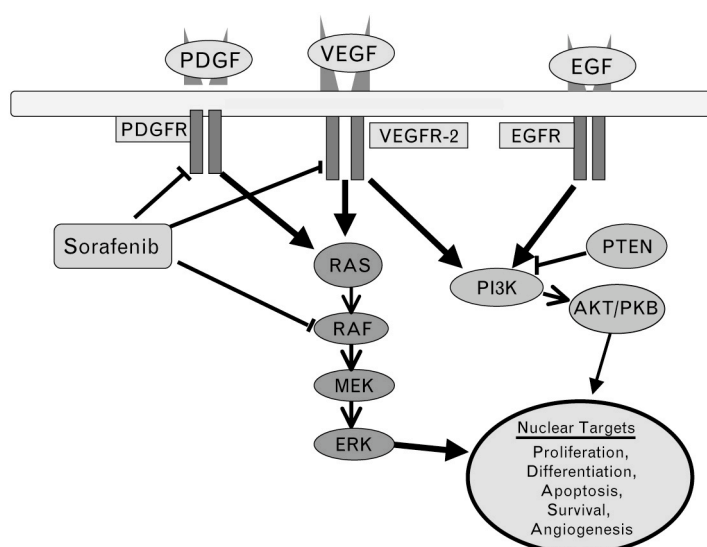 PDGF
VEGF
EGF
PDGFR
VEGFR-2
EGFR
Sorafenib
RAS
PTEN
PI3K
AKT/PKB
RAF
MEK
ERK
Nuclear Targets
Proliferation,
Differentiation,
Apoptosis,
Survival,
Angiogenesis